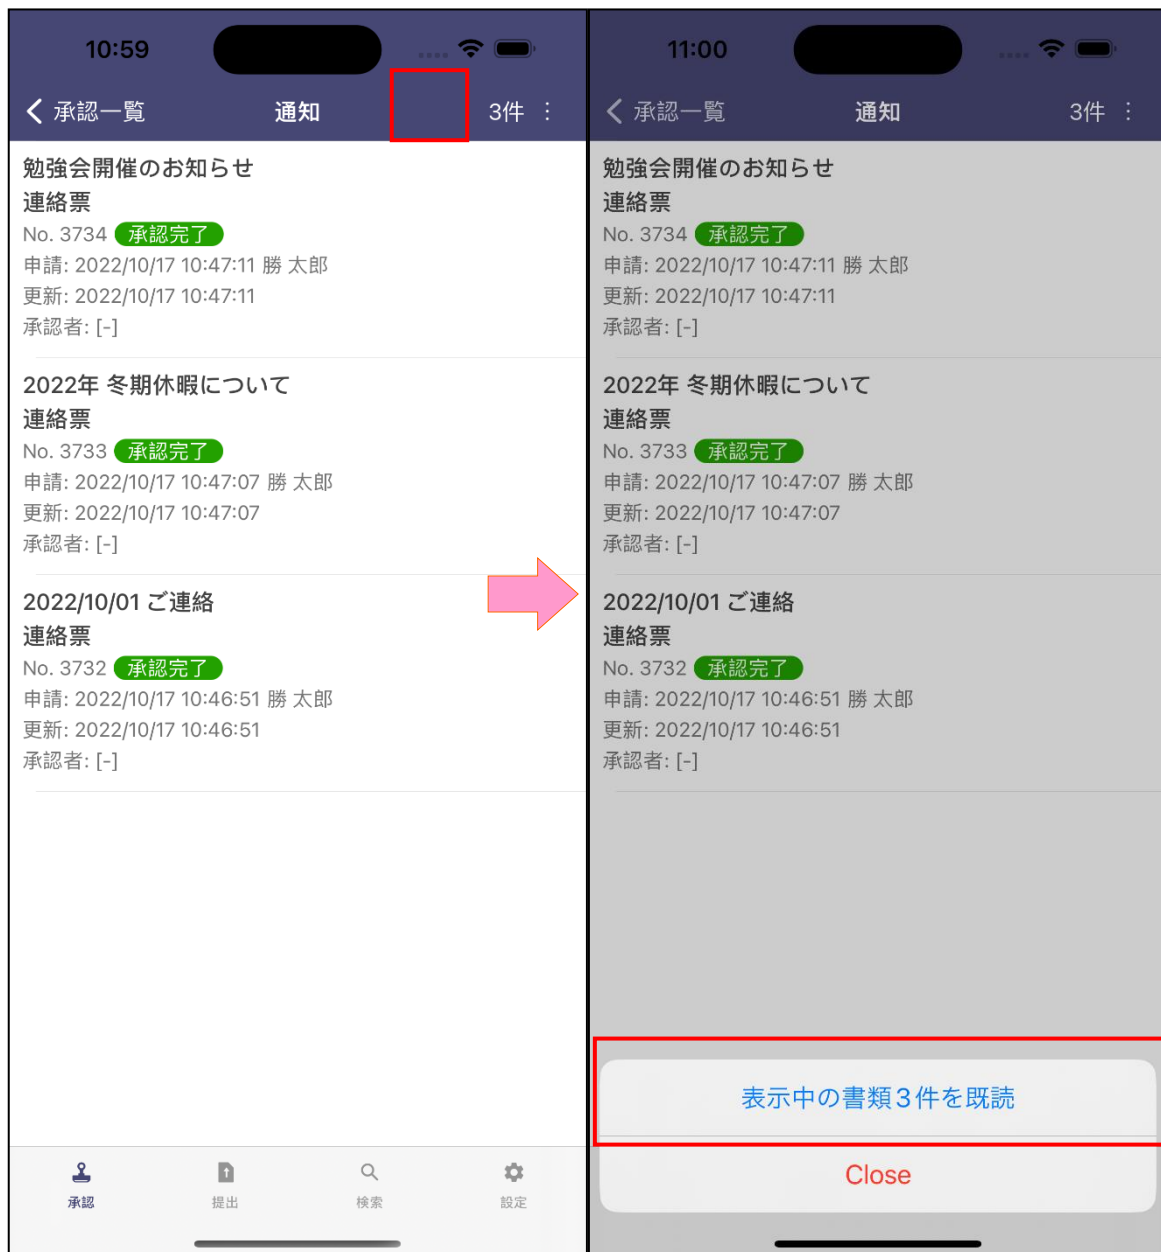 10:59
承認一覧
通知
3件
勉強会開催のお知らせ
連絡票
No. 3734 承認完了
申請: 2022/10/17 10:47:11 勝 太郎
更新: 2022/10/17 10:47:11
承認者: [-]
2022年 冬期休暇について
連絡票
No. 3733 承認完了
申請: 2022/10/17 10:47:07 勝 太郎
更新: 2022/10/17 10:47:07
承認者: [-]
2022/10/01 ご連絡
連絡票
No. 3732 承認完了
申請: 2022/10/17 10:46:51 勝 太郎
更新: 2022/10/17 10:46:51
承認者: [-]
承認
提出
検索
設定
11:00
承認一覧
通知
3件
勉強会開催のお知らせ
連絡票
No. 3734 承認完了
申請: 2022/10/17 10:47:11 勝 太郎
更新: 2022/10/17 10:47:11
承認者: [-]
2022年 冬期休暇について
連絡票
No. 3733 承認完了
申請: 2022/10/17 10:47:07 勝 太郎
更新: 2022/10/17 10:47:07
承認者: [-]
2022/10/01 ご連絡
連絡票
No. 3732 承認完了
申請: 2022/10/17 10:46:51 勝 太郎
更新: 2022/10/17 10:46:51
承認者: [-]
表示中の書類3件を既読
Close